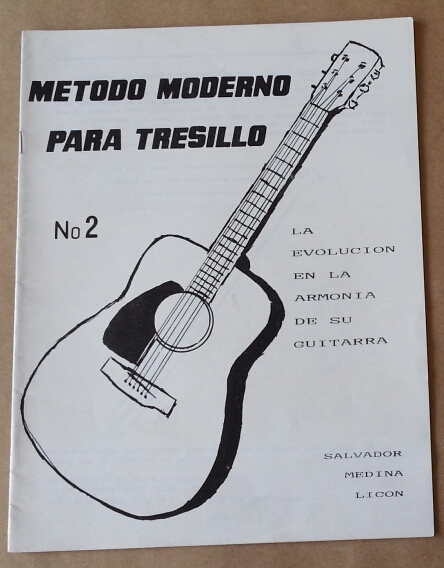 METODO MODERNO
PARA TRESILLO
No 2
LA
EVOLUCION
EN LA
ARMONIA
DE SU
GUITARRA
SALVADOR
MEDINA
LICON